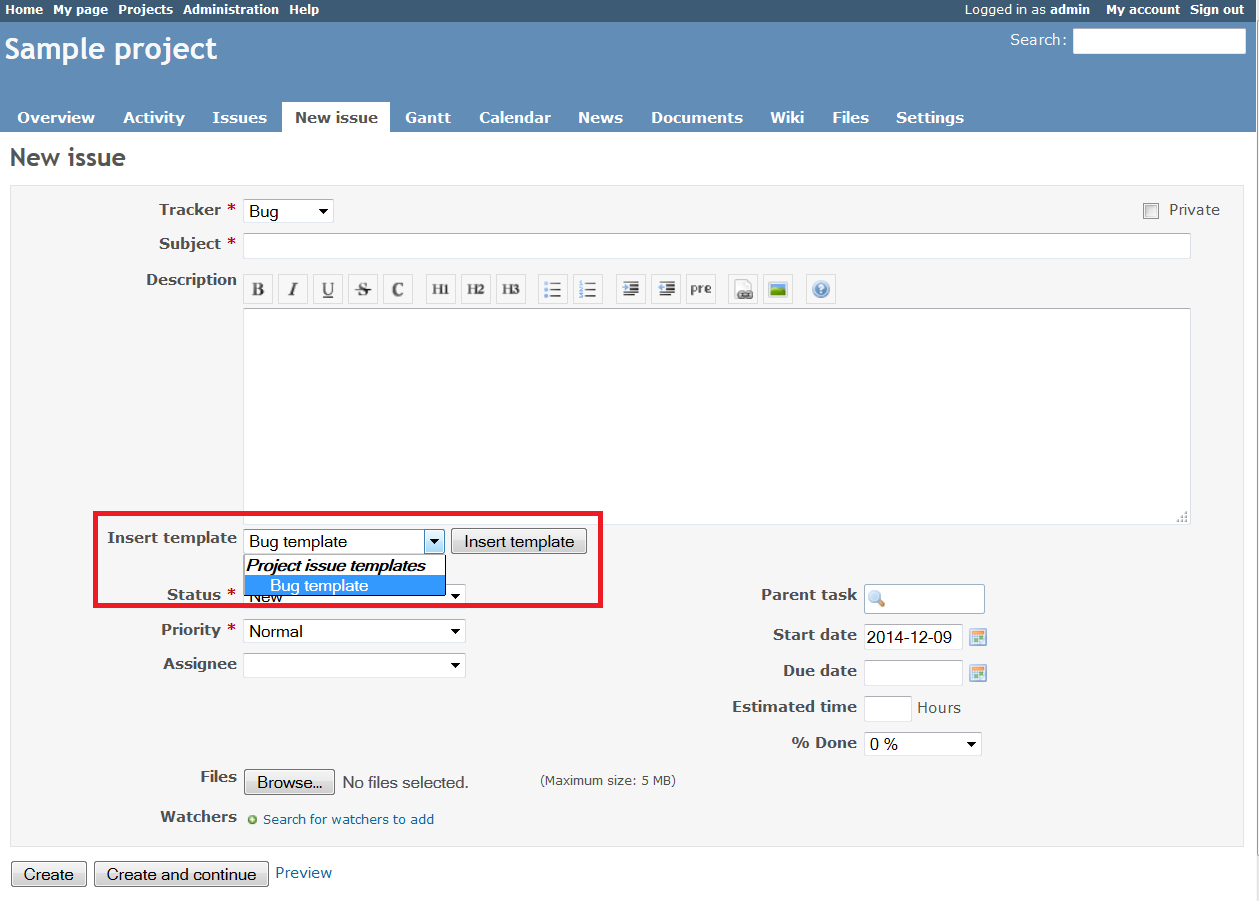 Home My page Projects Administration Help Logged in as admin My account Sign out
Sample project Search:
Overview Activity Issues New issue Gantt Calendar News Documents Wiki Files Settings
New issue
Tracker * Bug Private
Subject *
Description B I U S C H1 H2 H3 pre
Insert template Bug template Insert template
Project issue templates
Bug template
Status * New Parent task
Priority * Normal Start date 2014-12-09
Assignee Due date
Estimated time Hours
% Done 0 %
Files Browse... No files selected. (Maximum size: 5 MB)
Watchers Search for watchers to add
Create Create and continue Preview